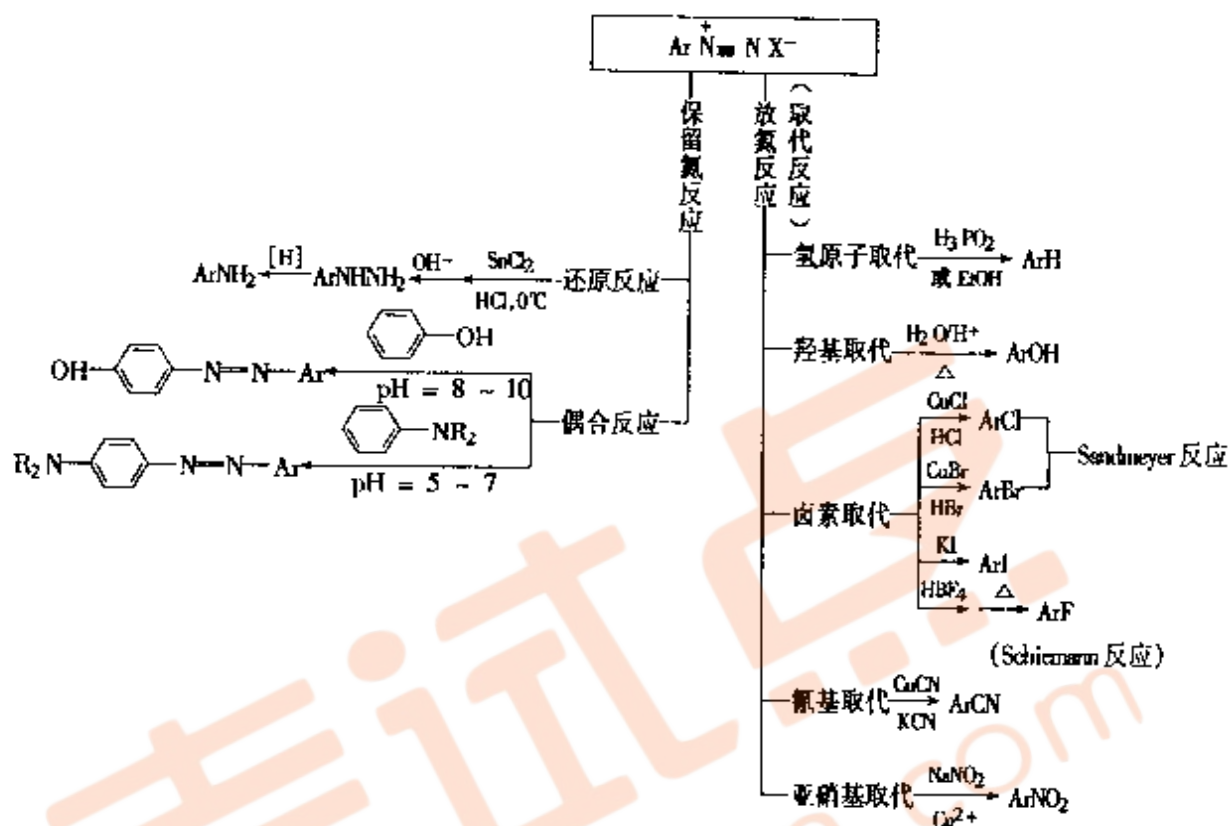 Ar N⁺≡N X⁻
保留氮反应
放氮反应
（取代反应）
氢原子取代 H₃PO₂ 或 EtOH ArH
ArNH₂ [H] ArNHNH₂ OH⁻ SnCl₂ HCl,0℃ 还原反应
OH
羟基取代 H₂O/H⁺ △ ArOH
OH N=N Ar pH = 8 ~ 10
NR₂ 偶合反应
R₂N N=N Ar pH = 5 ~ 7
卤素取代
CuCl HCl ArCl
CuBr HBr ArBr
Sandmeyer 反应
KI ArI
HBF₄ △ ArF
(Schiemann 反应)
氰基取代 CuCN KCN ArCN
亚硝基取代 NaNO₂ ArNO₂
考试点
com